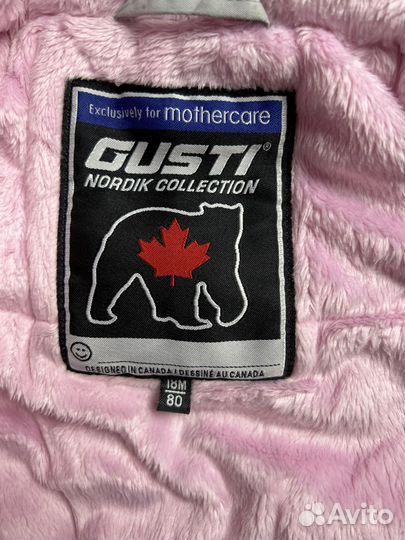 Exclusively for mothercare
GUSTI®
NORDIK COLLECTION
DESIGNED IN CANADA / DESSINÉ AU CANADA
18M
80
Avito